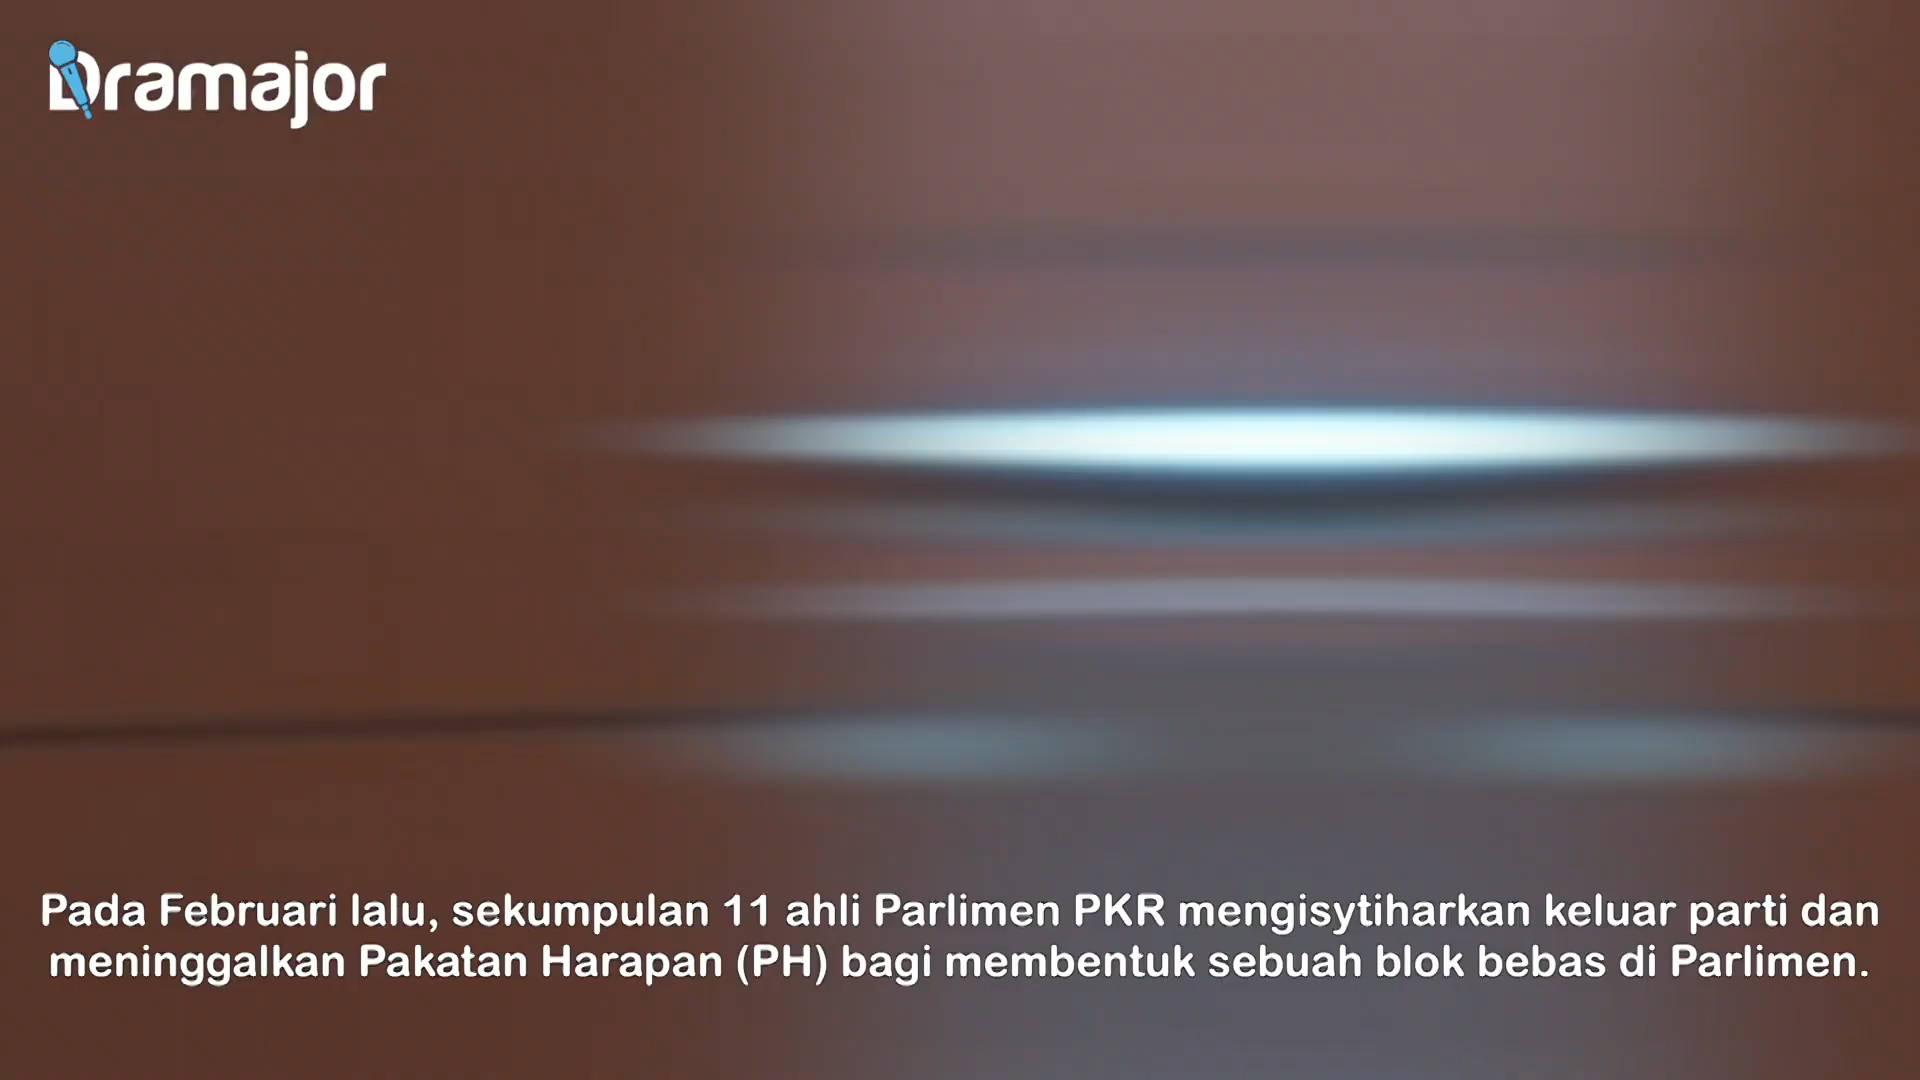 Dramajor
Pada Februari lalu, sekumpulan 11 ahli Parlimen PKR mengisytiharkan keluar parti dan
meninggalkan Pakatan Harapan (PH) bagi membentuk sebuah blok bebas di Parlimen.